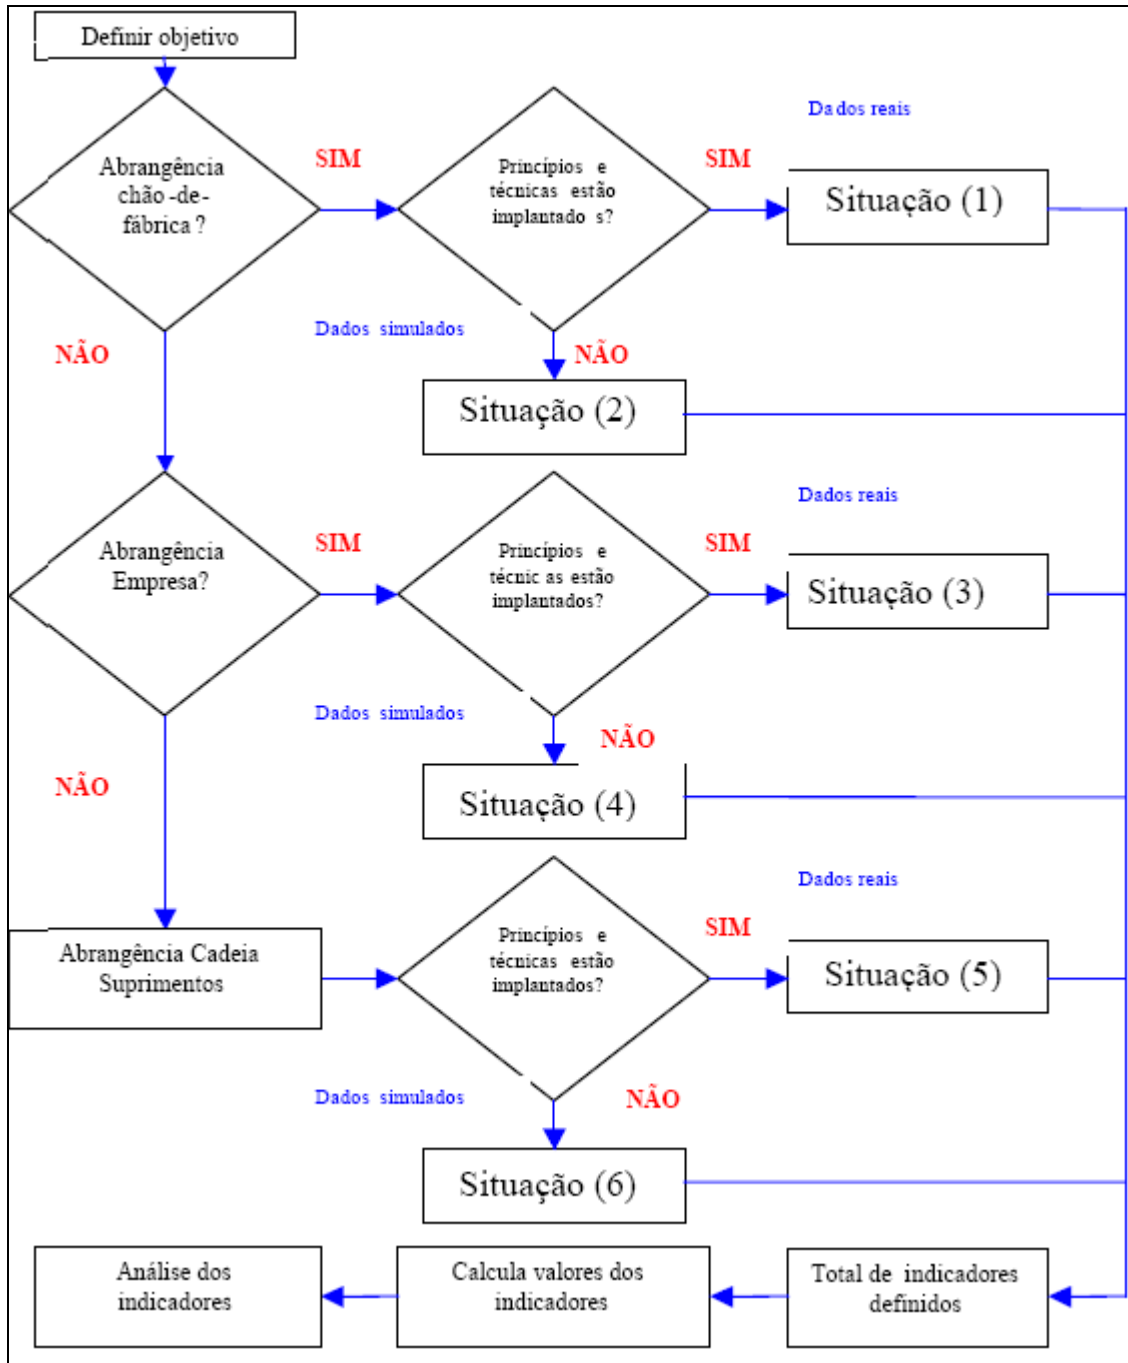 Definir objetivo
Dados reais
Abrangência
chão -de-
fábrica ?
SIM
Princípios e
técnicas estão
implantado s?
SIM
Situação (1)
Dados simulados
NÃO
NÃO
Situação (2)
Dados reais
Abrangência
Empresa?
SIM
Princípios e
técnic as estão
implantados?
SIM
Situação (3)
Dados simulados
NÃO
NÃO
Situação (4)
Dados reais
Abrangência Cadeia
Suprimentos
Princípios e
técnicas estão
implantados?
SIM
Situação (5)
Dados simulados
NÃO
Situação (6)
Análise dos
indicadores
Calcula valores dos
indicadores
Total de indicadores
definidos